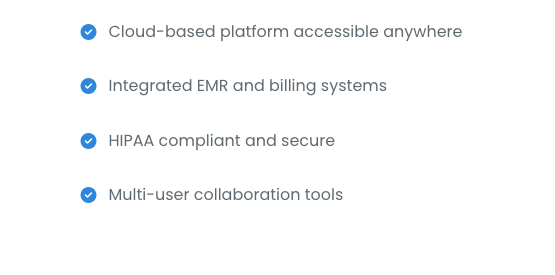 Cloud-based platform accessible anywhere
Integrated EMR and billing systems
HIPAA compliant and secure
Multi-user collaboration tools